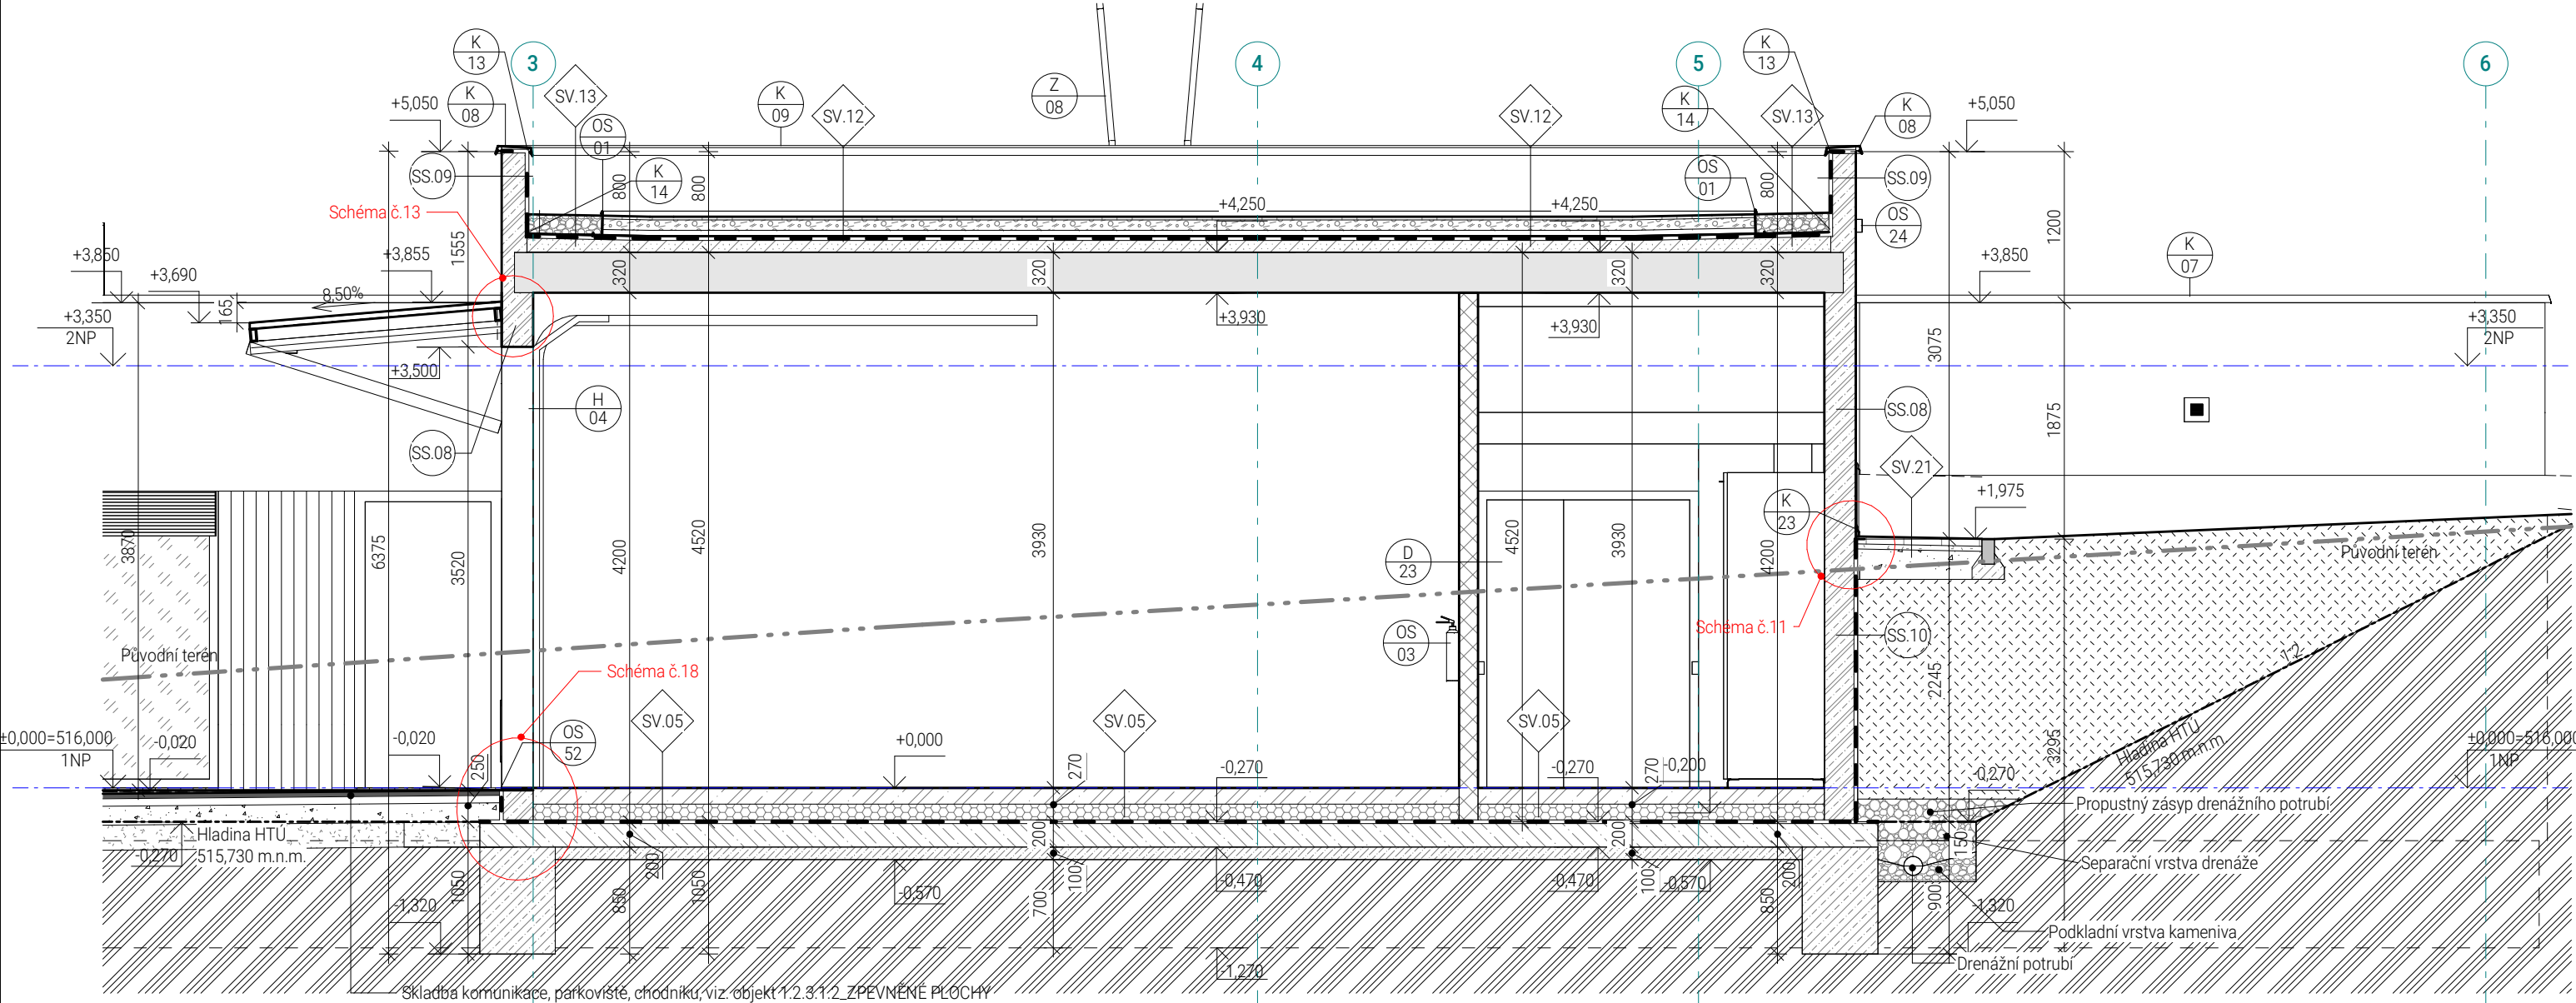 K
13
3
4
5
6
K
13
K
08
+5,050
SV.13
OS
01
K
09
SV.12
Z
08
SV.12
K
14
SV.13
K
08
+5,050
SS.09
K
14
800
800
OS
01
800
SS.09
OS
24
1200
Schéma č.13
+4,250
+4,250
1555
+3,860
+3,690
+3,855
8,50%
165
320
320
320
320
+3,850
K
07
+3,350
2NP
+3,930
+3,930
+3,350
2NP
3075
+3,500
H
04
SS.08
SS.08
1875
SV.21
+1,975
K
23
3870
6375
3520
4200
4520
3930
D
23
4520
3930
4200
Původní terén
Původní terén
OS
03
Schéma č.11
SS.10
1:2
2245
Schéma č.18
SV.05
SV.05
SV.05
OS
52
±0,000=516,000
1NP
-0,020
-0,020
250
+0,000
270
-0,270
-0,270
270
-0,200
Hladina HTÚ
515,730 m.n.m.
3295
±0,000=516,000
1NP
-0,270
Propustný zásyp drenážního potrubí
Hladina HTÚ
515,730 m.n.m.
-0,270
200
200
150
Separační vrstva drenáže
1050
850
200
1050
-0,570
700
100
-0,470
-0,470
100
-0,570
850
200
900
-1,320
-1,320
Podkladní vrstva kameniva
Drenážní potrubí
-1,270
Skladba komunikace, parkoviště, chodníku, viz. objekt 1.2.3.1.2_ZPEVNĚNÉ PLOCHY